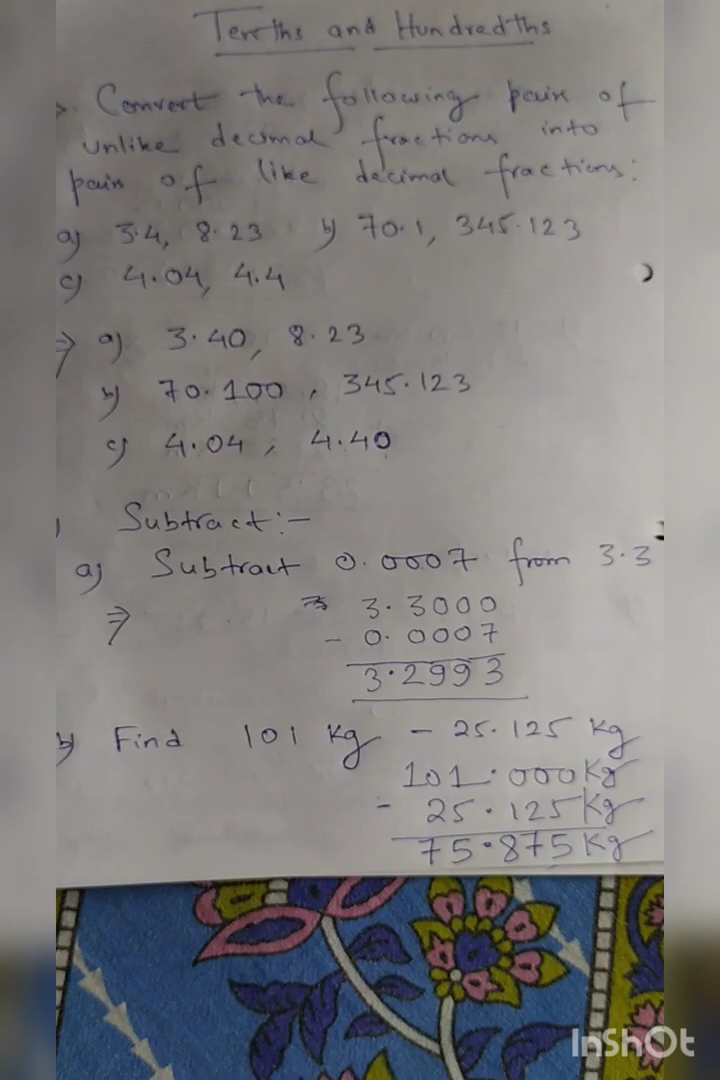 Tenths and Hundredths
Convert the following pair of
unlike decimal fractions into
pair of like decimal fractions:
a) 3.4, 8.23 b) 70.1, 345.123
c) 4.04, 4.4
⇒ a) 3.40, 8.23
b) 70.100, 345.123
c) 4.04, 4.40
Subtract:-
a) Subtract 0.0007 from 3.3
⇒ 3.3000
- 0.0007
3.2993
b) Find 101 Kg - 25.125 Kg
101.000 Kg
- 25.125 Kg
75.875 Kg
InShOt